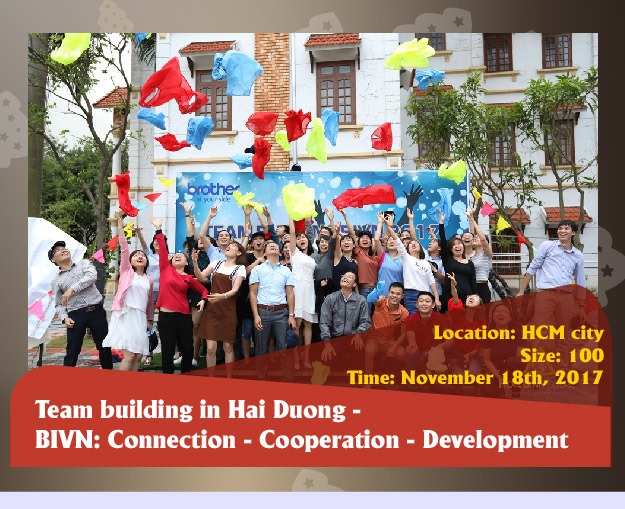 brother
at your side
TEAM
Location: HCM city
Size: 100
Time: November 18th, 2017
Team building in Hai Duong -
BIVN: Connection - Cooperation - Development